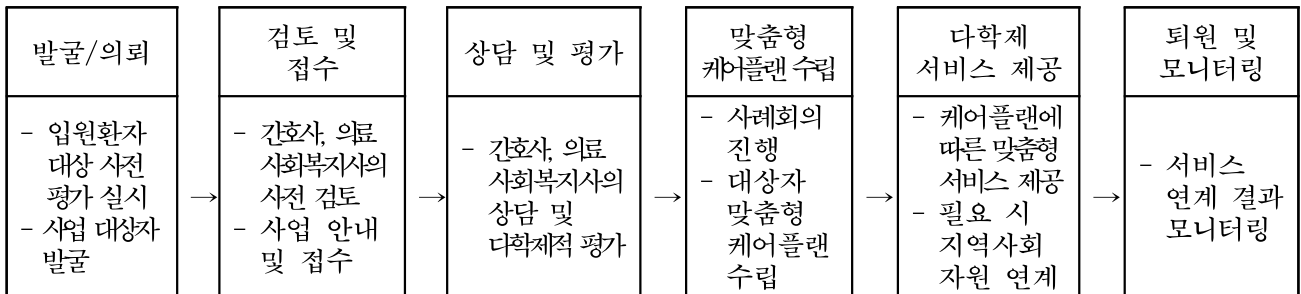 발굴/의뢰
- 입원환자
대상 사전
평가 실시
- 사업 대상자
발굴
→
검토 및
접수
- 간호사, 의료
사회복지사의
사전 검토
- 사업 안내
및 접수
→
상담 및 평가
- 간호사, 의료
사회복지사의
상담 및
다학제적 평가
→
맞춤형
케어플랜 수립
- 사례회의
진행
- 대상자
맞춤형
케어플랜
수립
→
다학제
서비스 제공
- 케어플랜에
따른 맞춤형
서비스 제공
- 필요 시
지역사회
자원 연계
→
퇴원 및
모니터링
- 서비스
연계 결과
모니터링